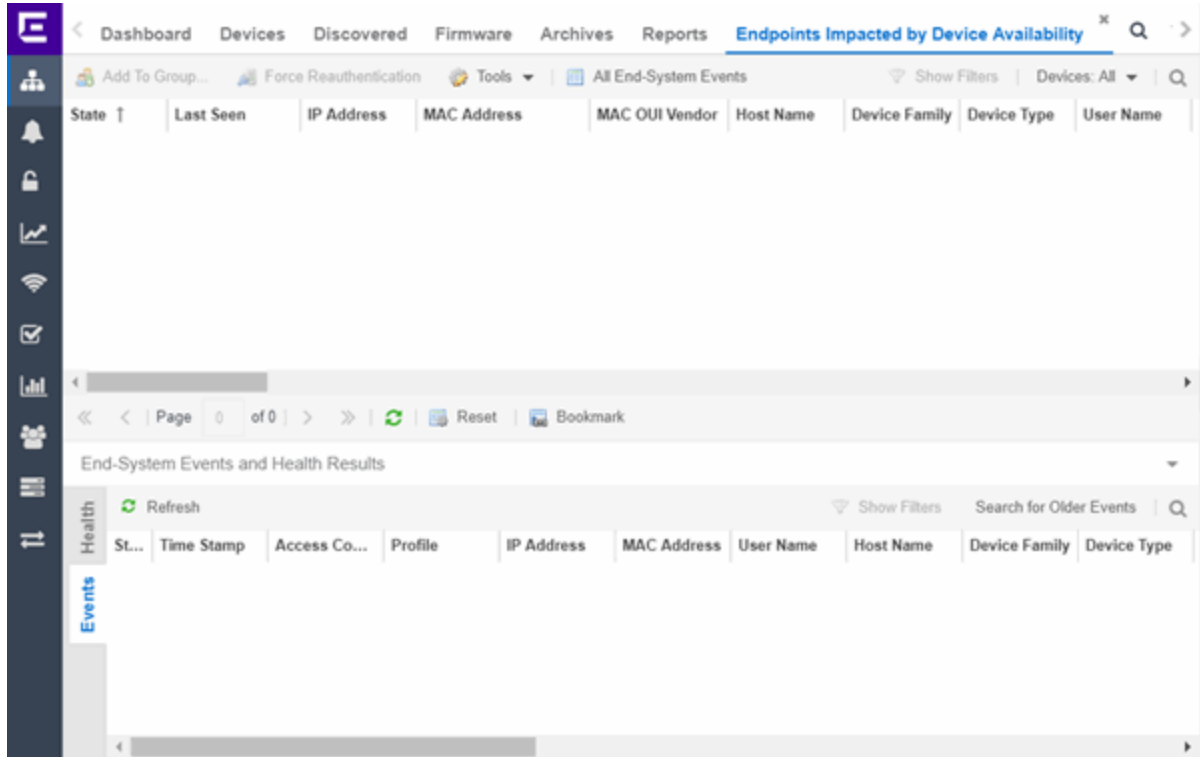 Dashboard Devices Discovered Firmware Archives Reports Endpoints Impacted by Device Availability
Add To Group... Force Reauthentication Tools All End-System Events Show Filters Devices: All
State ↑ Last Seen IP Address MAC Address MAC OUI Vendor Host Name Device Family Device Type User Name
Page 0 of 0 Reset Bookmark
End-System Events and Health Results
Health
Events
Refresh Show Filters Search for Older Events
St... Time Stamp Access Co... Profile IP Address MAC Address User Name Host Name Device Family Device Type